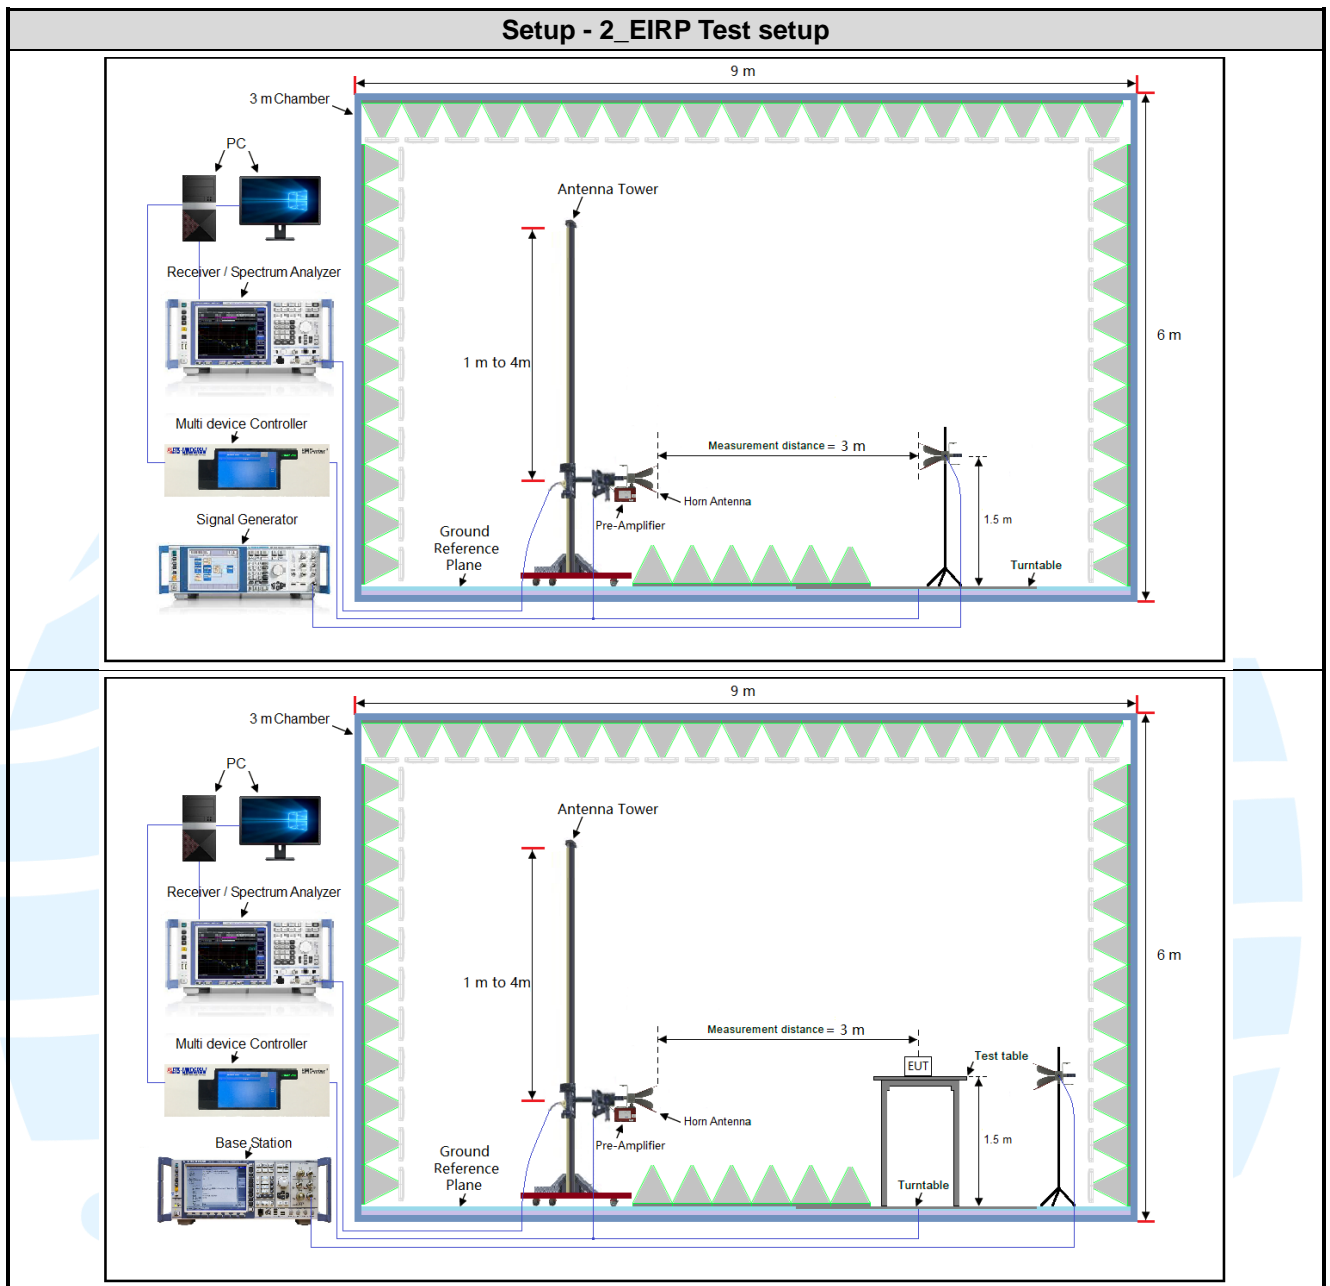 Setup - 2_EIRP Test setup
9 m
3 m Chamber
PC
Antenna Tower
Receiver / Spectrum Analyzer
6 m
1 m to 4m
Multi device Controller
Measurement distance = 3 m
Horn Antenna
Signal Generator
Pre-Amplifier
1.5 m
Ground
Reference
Plane
Turntable
9 m
3 m Chamber
PC
Antenna Tower
Receiver / Spectrum Analyzer
6 m
1 m to 4m
Multi device Controller
Measurement distance = 3 m
EUT
Test table
Horn Antenna
Base Station
Pre-Amplifier
1.5 m
Ground
Reference
Plane
Turntable